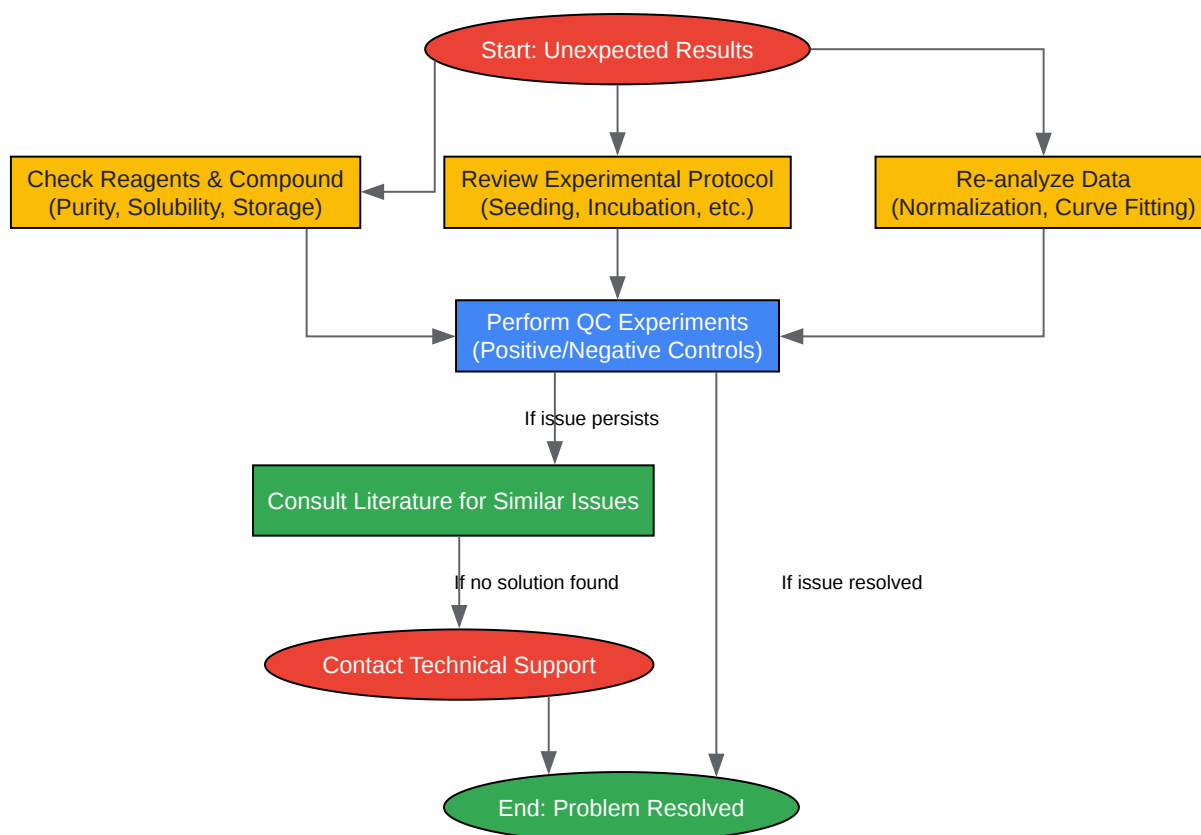 Start: Unexpected Results
Check Reagents & Compound
(Purity, Solubility, Storage)
Review Experimental Protocol
(Seeding, Incubation, etc.)
Re-analyze Data
(Normalization, Curve Fitting)
Perform QC Experiments
(Positive/Negative Controls)
If issue persists
Consult Literature for Similar Issues
If no solution found
If issue resolved
Contact Technical Support
End: Problem Resolved